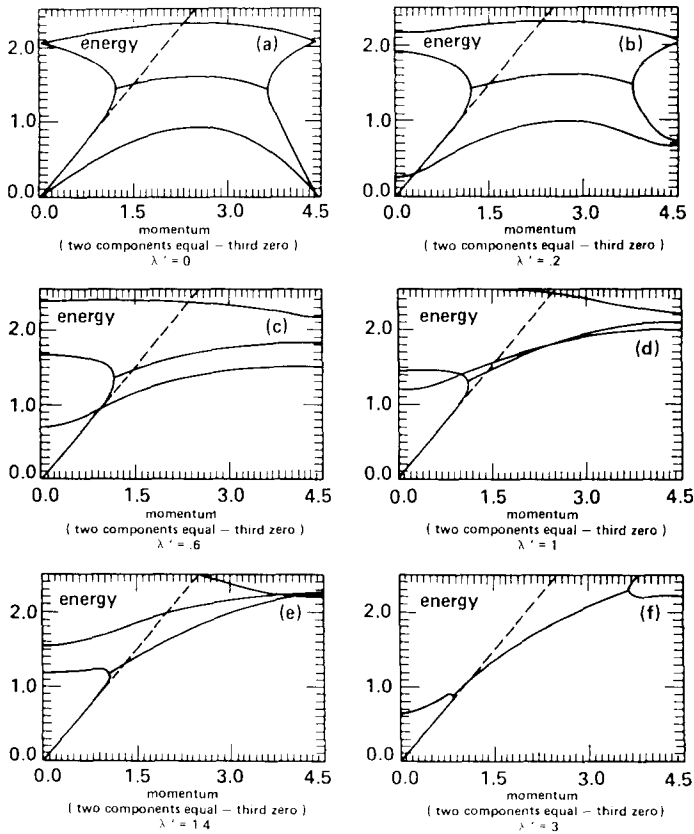 2.0
energy
(a)
1.0
0.0
0.0 1.5 3.0 4.5
momentum
( two components equal – third zero )
λ ' = 0
2.0
energy
(b)
1.0
0.0
0.0 1.5 3.0 4.5
momentum
( two components equal – third zero )
λ ' = .2
2.0
energy
(c)
1.0
0.0
0.0 1.5 3.0 4.5
momentum
( two components equal – third zero )
λ ' = .6
2.0
energy
(d)
1.0
0.0
0.0 1.5 3.0 4.5
momentum
( two components equal – third zero )
λ ' = 1
2.0
energy
(e)
1.0
0.0
0.0 1.5 3.0 4.5
momentum
( two components equal – third zero )
λ ' = 1 4
2.0
energy
(f)
1.0
0.0
0.0 1.5 3.0 4.5
momentum
( two components equal – third zero )
λ ' = 3